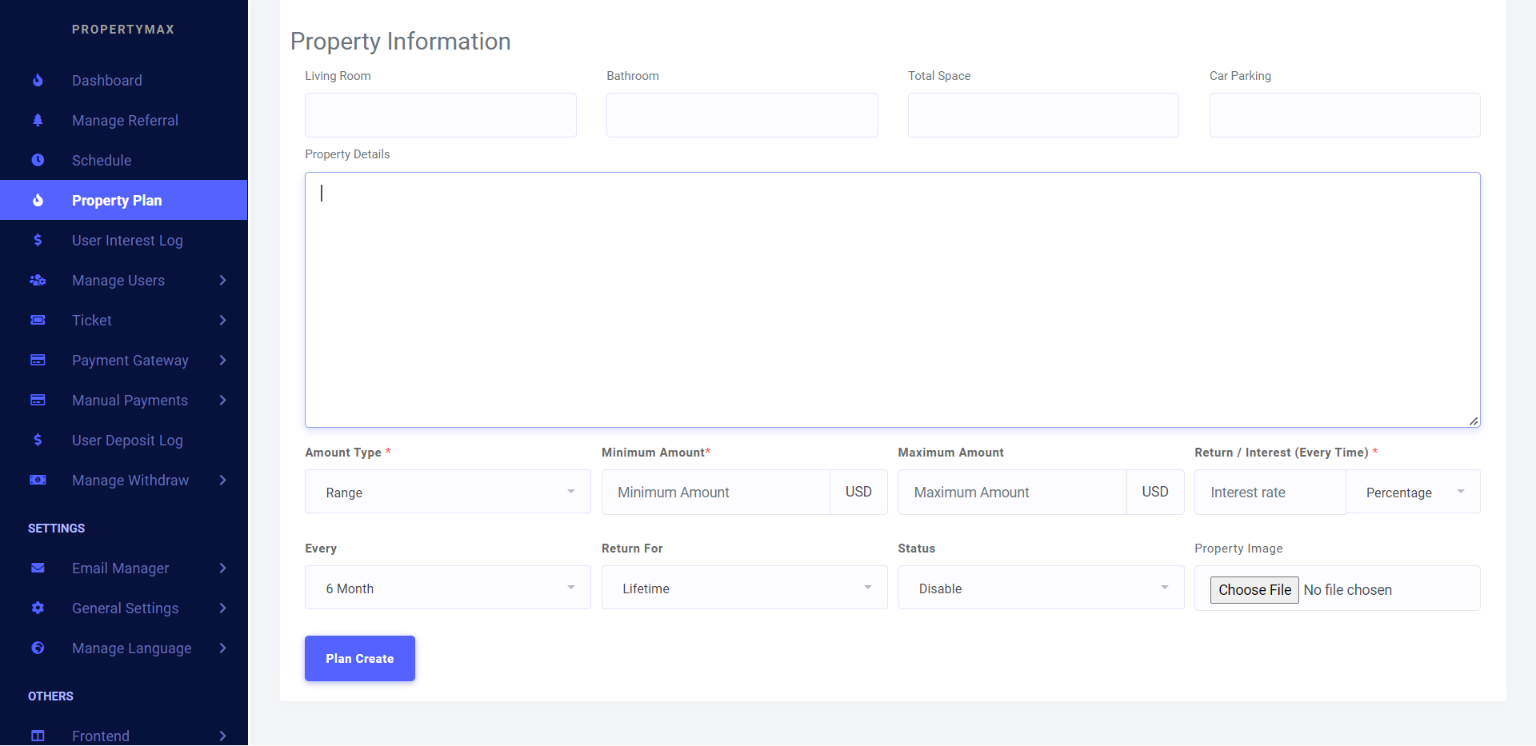 PROPERTYMAX
Dashboard
Manage Referral
Schedule
Property Plan
User Interest Log
Manage Users
Ticket
Payment Gateway
Manual Payments
User Deposit Log
Manage Withdraw
SETTINGS
Email Manager
General Settings
Manage Language
OTHERS
Frontend
Property Information
Living Room Bathroom Total Space Car Parking
Property Details
Amount Type * Minimum Amount* Maximum Amount Return / Interest (Every Time) *
Range Minimum Amount USD Maximum Amount USD Interest rate Percentage
Every Return For Status Property Image
6 Month Lifetime Disable Choose File No file chosen
Plan Create